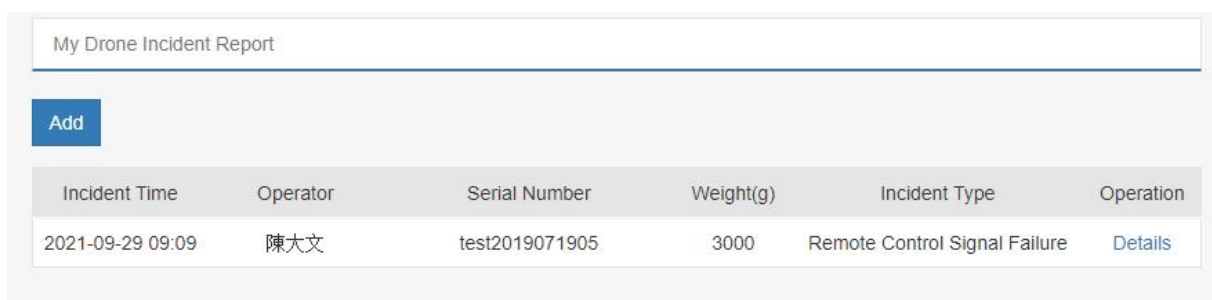 My Drone Incident Report
Add
Incident Time Operator Serial Number Weight(g) Incident Type Operation
2021-09-29 09:09 陳大文 test2019071905 3000 Remote Control Signal Failure Details